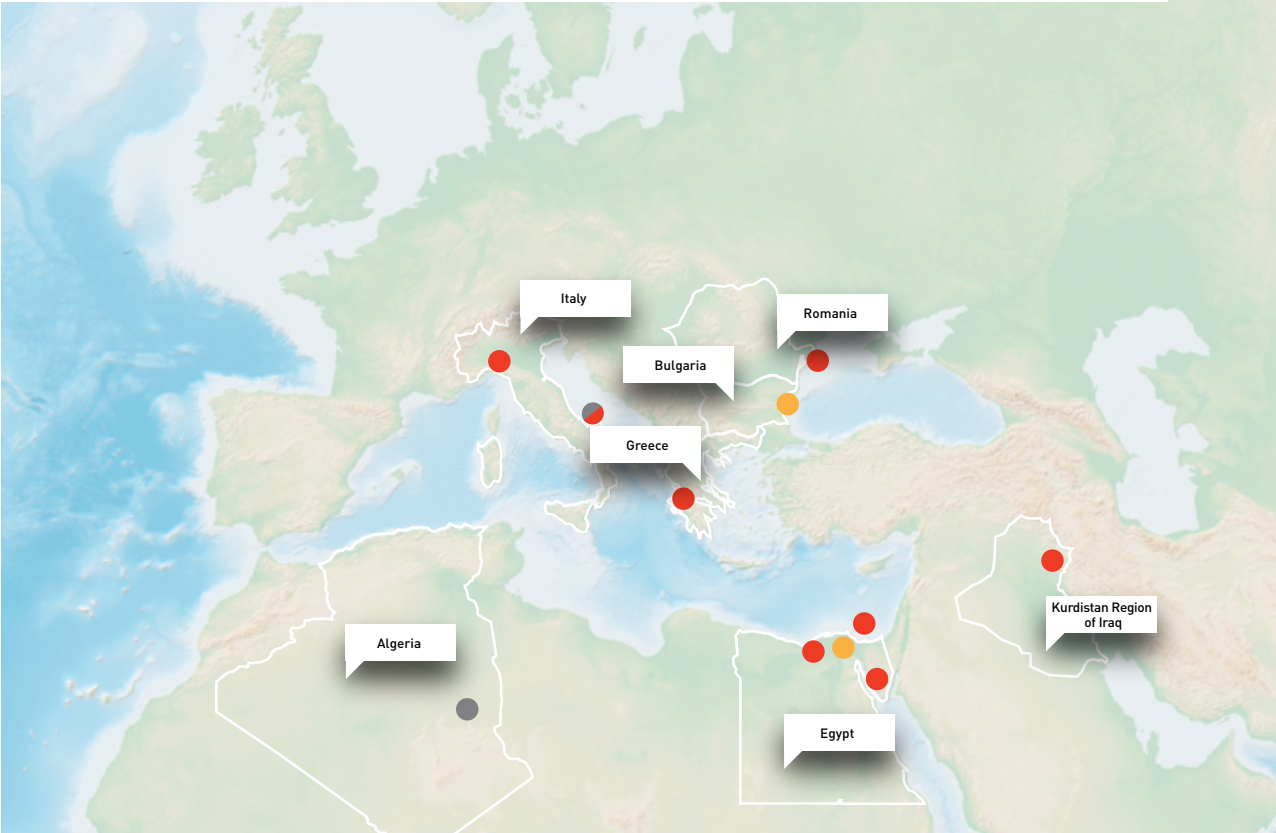 Italy
Romania
Bulgaria
Greece
Kurdistan Region
of Iraq
Algeria
Egypt